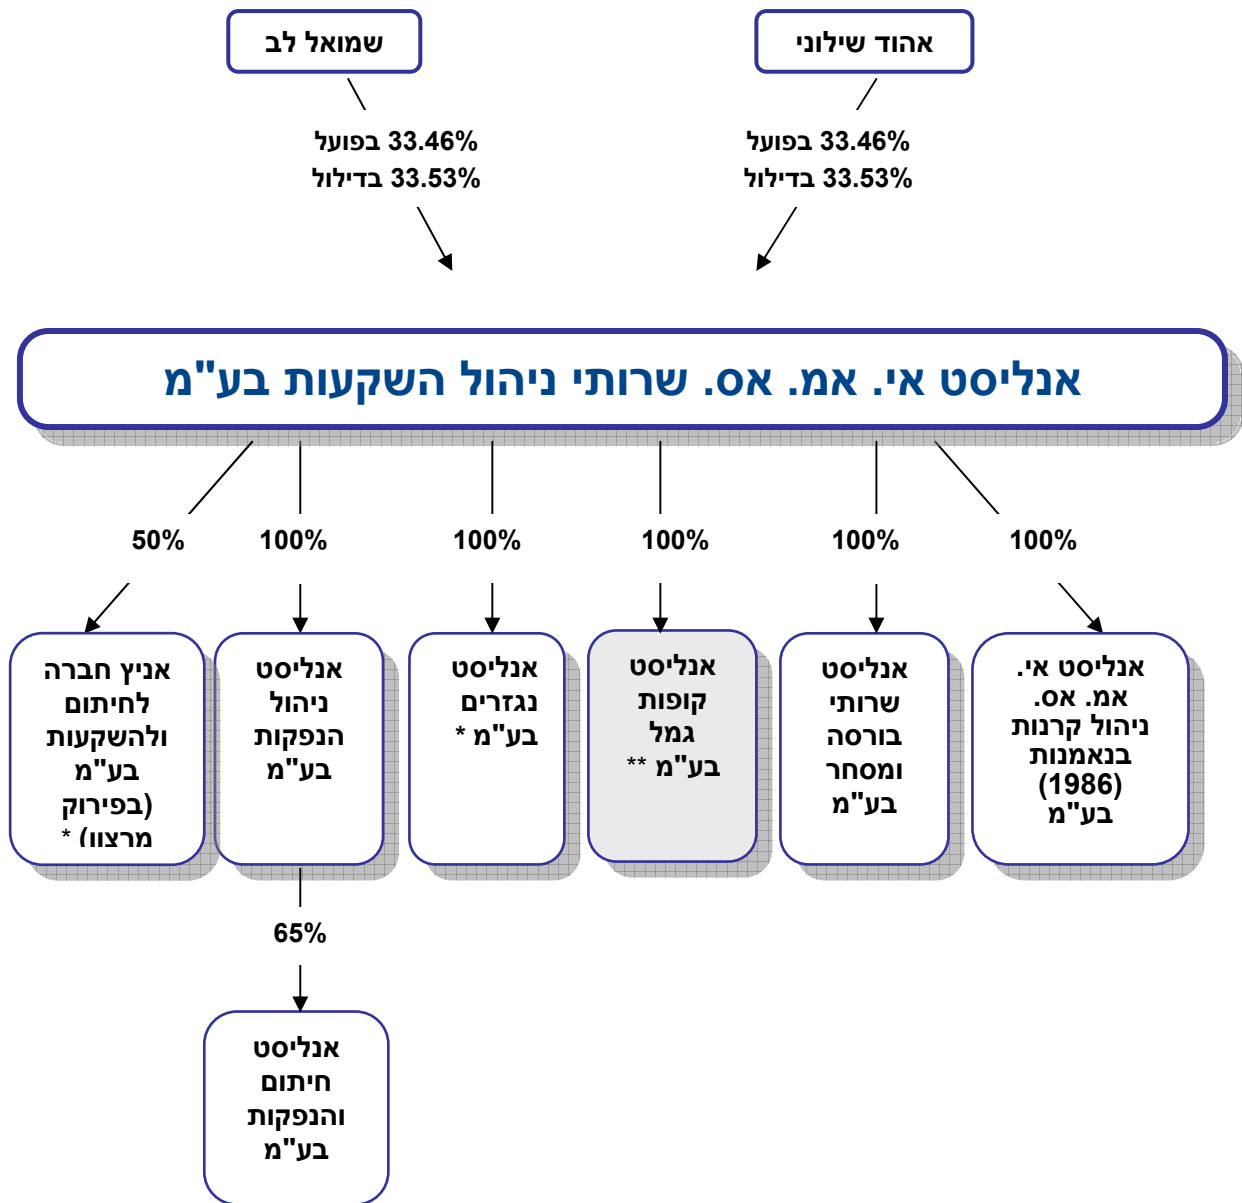 אהוד שילוני
שמואל לב
33.46% בפועל
33.53% בדילול
33.46% בפועל
33.53% בדילול
אנליסט אי. אמ. אס. שרותי ניהול השקעות בע"מ
100%
100%
100%
100%
100%
50%
אנליסט אי.
אמ. אס.
ניהול קרנות
בנאמנות
(1986)
בע"מ
אנליסט
שרותי
בורסה
ומסחר
בע"מ
אנליסט
קופות
גמל
בע"מ **
אנליסט
נגזרים
בע"מ *
אנליסט
ניהול
הנפקות
בע"מ
אניץ חברה
לחיתום
ולהשקעות
בע"מ
(בפירוק
מרצון) *
65%
אנליסט
חיתום
והנפקות
בע"מ